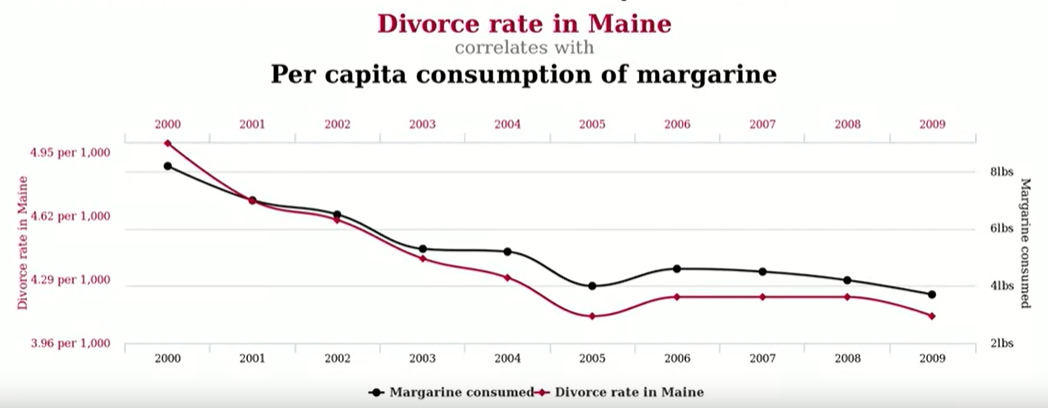 Divorce rate in Maine
correlates with
Per capita consumption of margarine
2000 2001 2002 2003 2004 2005 2006 2007 2008 2009
4.95 per 1,000
4.62 per 1,000
4.29 per 1,000
3.96 per 1,000
Divorce rate in Maine
8lbs
6lbs
4lbs
2lbs
Margarine consumed
2000 2001 2002 2003 2004 2005 2006 2007 2008 2009
Margarine consumed Divorce rate in Maine